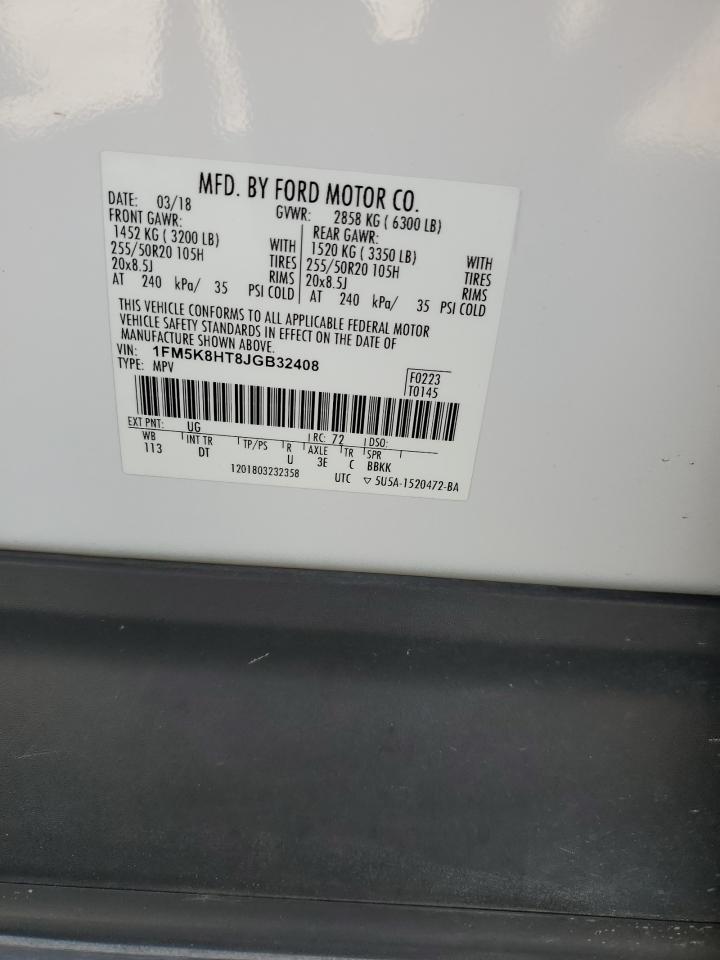 MFD. BY FORD MOTOR CO.
DATE: 03/18 GVWR: 2858 KG ( 6300 LB)
FRONT GAWR: REAR GAWR:
1452 KG ( 3200 LB) WITH 1520 KG ( 3350 LB) WITH
255/50R20 105H TIRES 255/50R20 105H TIRES
20x8.5J RIMS 20x8.5J RIMS
AT 240 kPa/ 35 PSI COLD AT 240 kPa/ 35 PSI COLD
THIS VEHICLE CONFORMS TO ALL APPLICABLE FEDERAL MOTOR
VEHICLE SAFETY STANDARDS IN EFFECT ON THE DATE OF
MANUFACTURE SHOWN ABOVE.
VIN: 1FM5K8HT8JGB32408
TYPE: MPV F0223
T0145
EXT PNT: UG RC: 72 DSO:
WB INT TR TP/PS R AXLE TR SPR
113 DT U 3E C BBKK
1201803232358 UTC ▽ 5U5A-1520472-BA